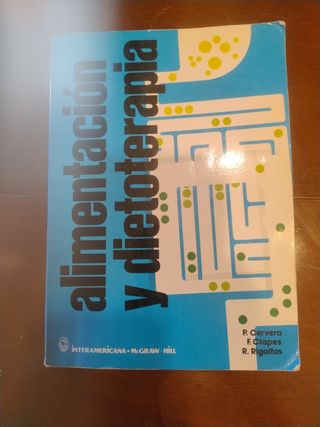 alimentación
y dietoterapia
P. Cervera
F. Clapes
R. Rigolfas
INTERAMERICANA • McGRAW-HILL